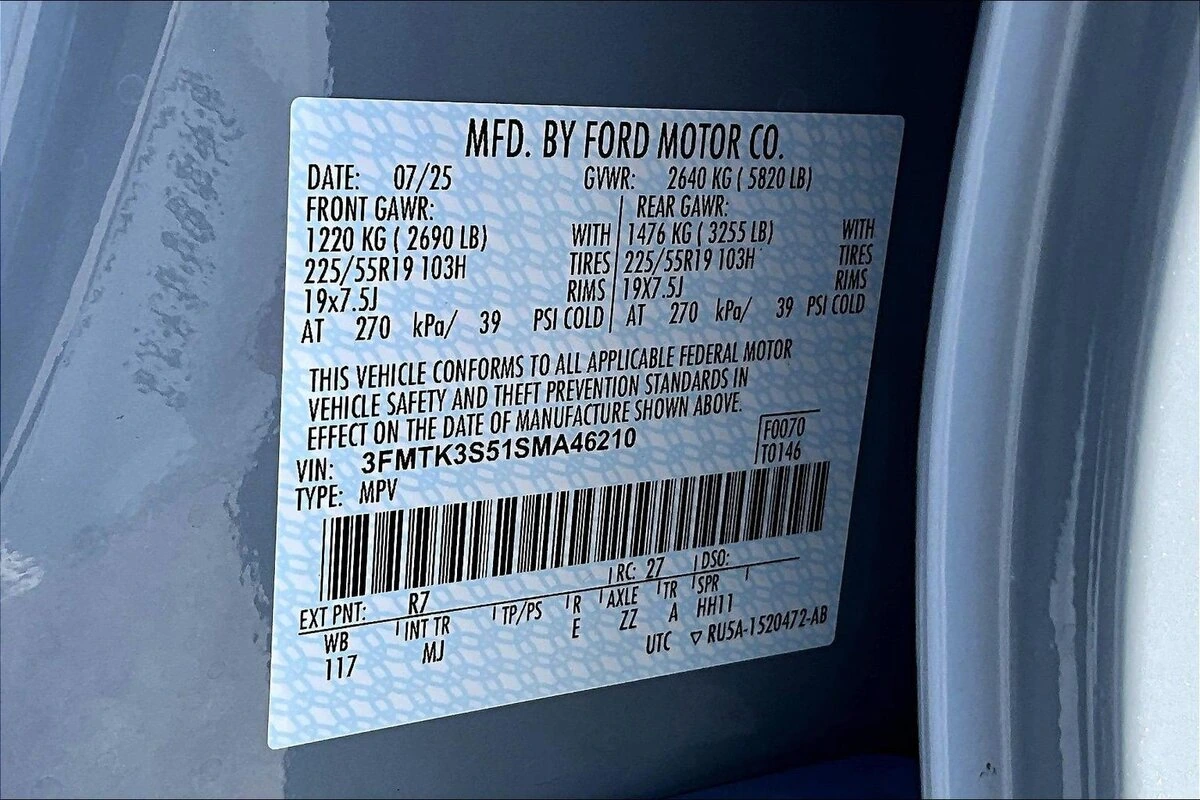 MFD. BY FORD MOTOR CO.
DATE: 07/25 GVWR: 2640 KG ( 5820 LB)
FRONT GAWR: REAR GAWR:
1220 KG ( 2690 LB) WITH 1476 KG ( 3255 LB) WITH
225/55R19 103H TIRES 225/55R19 103H TIRES
19x7.5J RIMS 19X7.5J RIMS
AT 270 kPa/ 39 PSI COLD AT 270 kPa/ 39 PSI COLD
THIS VEHICLE CONFORMS TO ALL APPLICABLE FEDERAL MOTOR
VEHICLE SAFETY AND THEFT PREVENTION STANDARDS IN
EFFECT ON THE DATE OF MANUFACTURE SHOWN ABOVE.
VIN: 3FMTK3S51SMA46210 F0070
TYPE: MPV T0146
EXT PNT: R7 RC: 27 DSO:
WB INT TR TP/PS R AXLE TR SPR
117 MJ E ZZ A HH11
UTC ▽ RU5A-1520472-AB